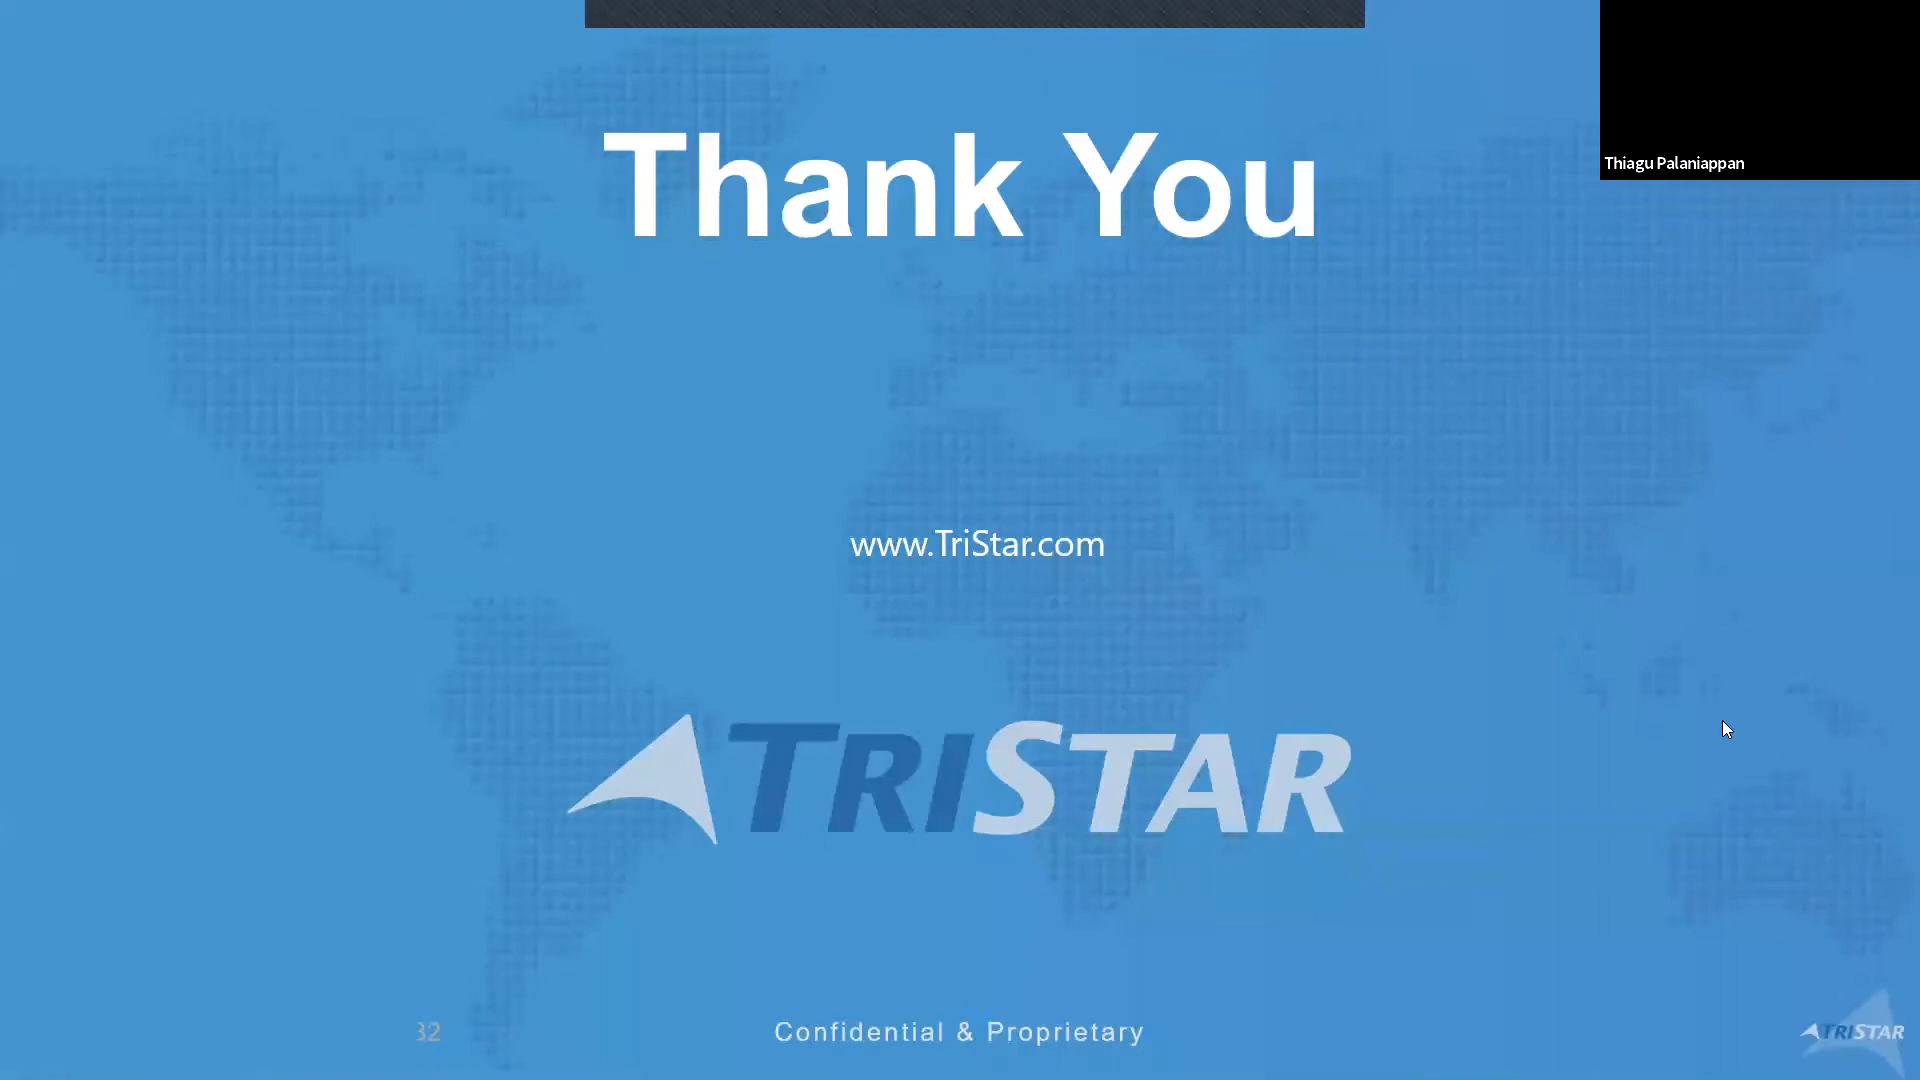 Thank You
Thiagu Palaniappan
www.TriStar.com
TRISTAR
32
Confidential & Proprietary
TRISTAR